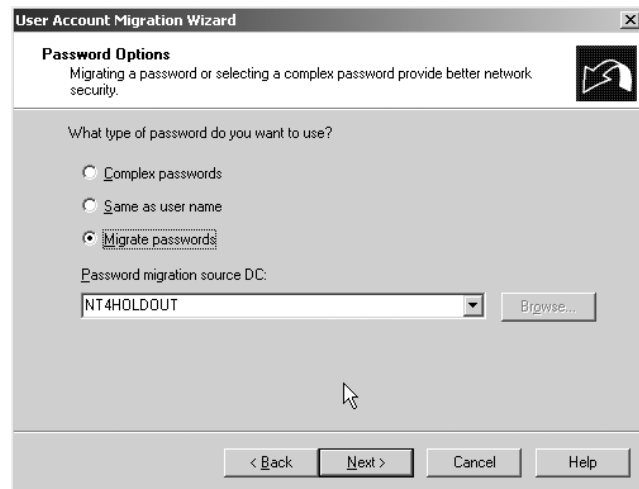 User Account Migration Wizard
Password Options
Migrating a password or selecting a complex password provide better network
security.
What type of password do you want to use?
Complex passwords
Same as user name
Migrate passwords
Password migration source DC:
NT4HOLDOUT
Browse...
< Back
Next >
Cancel
Help